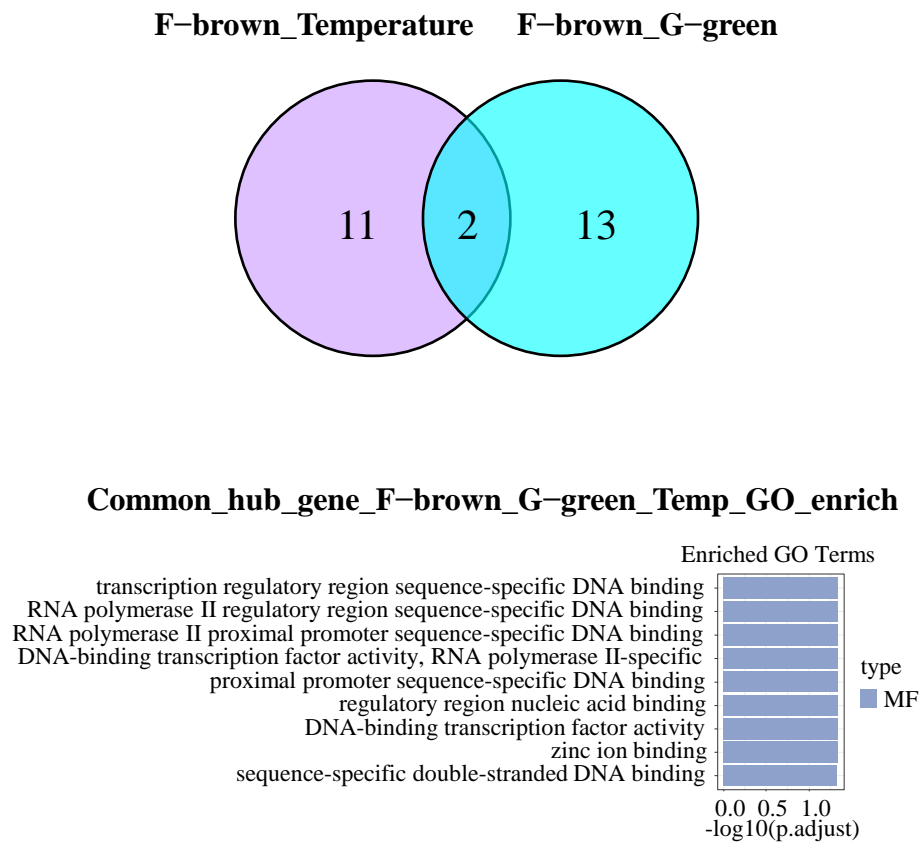 F−brown_Temperature
F−brown_G−green
11
2
13
Common_hub_gene_F−brown_G−green_Temp_GO_enrich
Enriched GO Terms
transcription regulatory region sequence-specific DNA binding
RNA polymerase II regulatory region sequence-specific DNA binding
RNA polymerase II proximal promoter sequence-specific DNA binding
DNA-binding transcription factor activity, RNA polymerase II-specific
proximal promoter sequence-specific DNA binding
regulatory region nucleic acid binding
DNA-binding transcription factor activity
zinc ion binding
sequence-specific double-stranded DNA binding
type
MF
0.0 0.5 1.0
-log10(p.adjust)